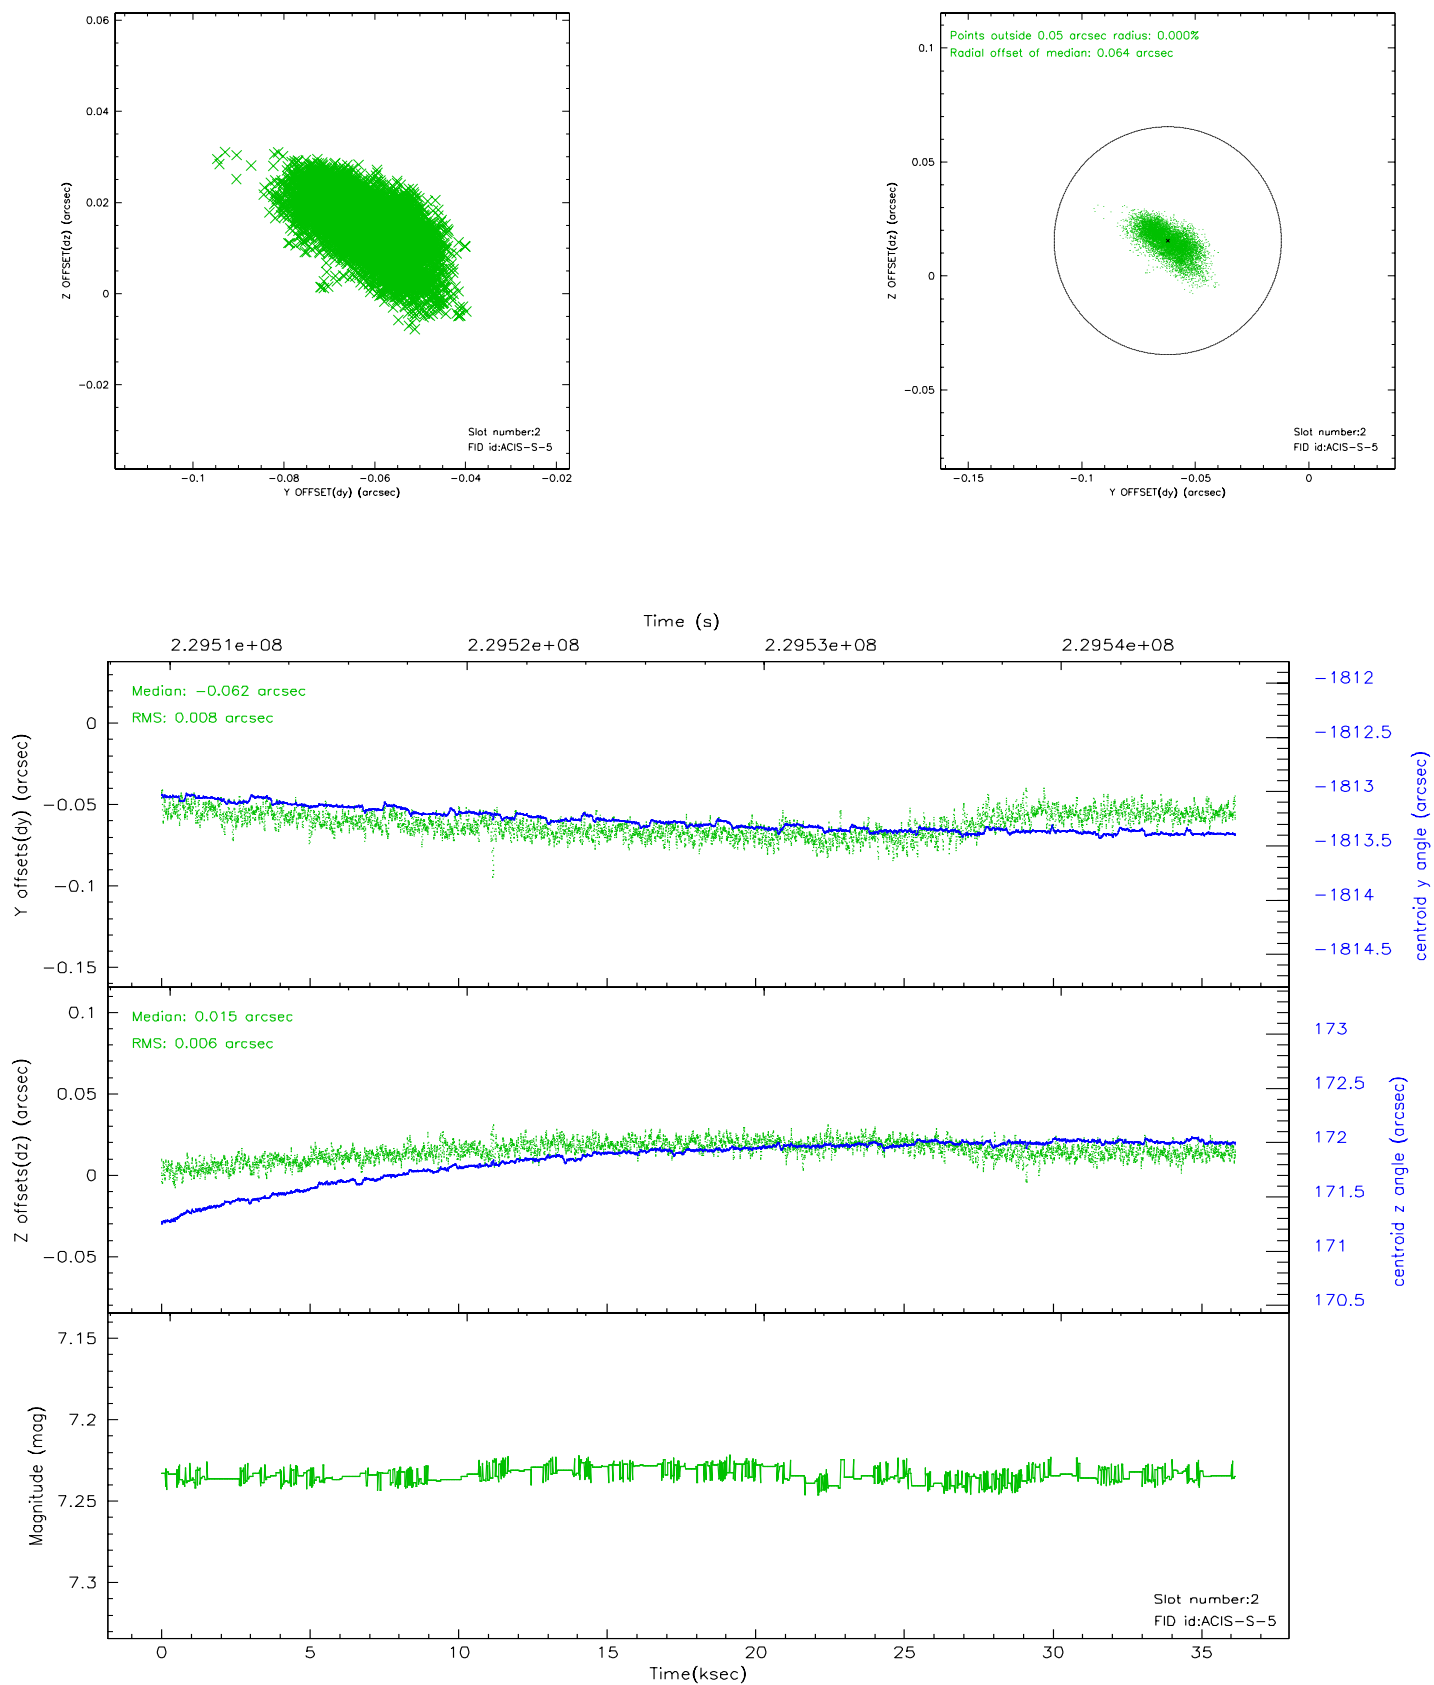 0.06
0.04
0.02
0
-0.02
Z OFFSET(dz) (arcsec)
Slot number:2
FID id:ACIS-S-5
-0.1 -0.08 -0.06 -0.04 -0.02
Y OFFSET(dy) (arcsec)
Points outside 0.05 arcsec radius: 0.000%
Radial offset of median: 0.064 arcsec
0.1
0.05
0
-0.05
Z OFFSET(dz) (arcsec)
Slot number:2
FID id:ACIS-S-5
-0.15 -0.1 -0.05 0
Y OFFSET(dy) (arcsec)
Time (s)
2.2951e+08 2.2952e+08 2.2953e+08 2.2954e+08
Median: -0.062 arcsec
RMS: 0.008 arcsec
0
-0.05
-0.1
-0.15
Y offsets(dy) (arcsec)
-1812
-1812.5
-1813
-1813.5
-1814
-1814.5
centroid y angle (arcsec)
Median: 0.015 arcsec
RMS: 0.006 arcsec
0.1
0.05
0
-0.05
Z offsets(dz) (arcsec)
173
172.5
172
171.5
171
170.5
centroid z angle (arcsec)
7.15
7.2
7.25
7.3
Magnitude (mag)
Slot number:2
FID id:ACIS-S-5
0 5 10 15 20 25 30 35
Time(ksec)